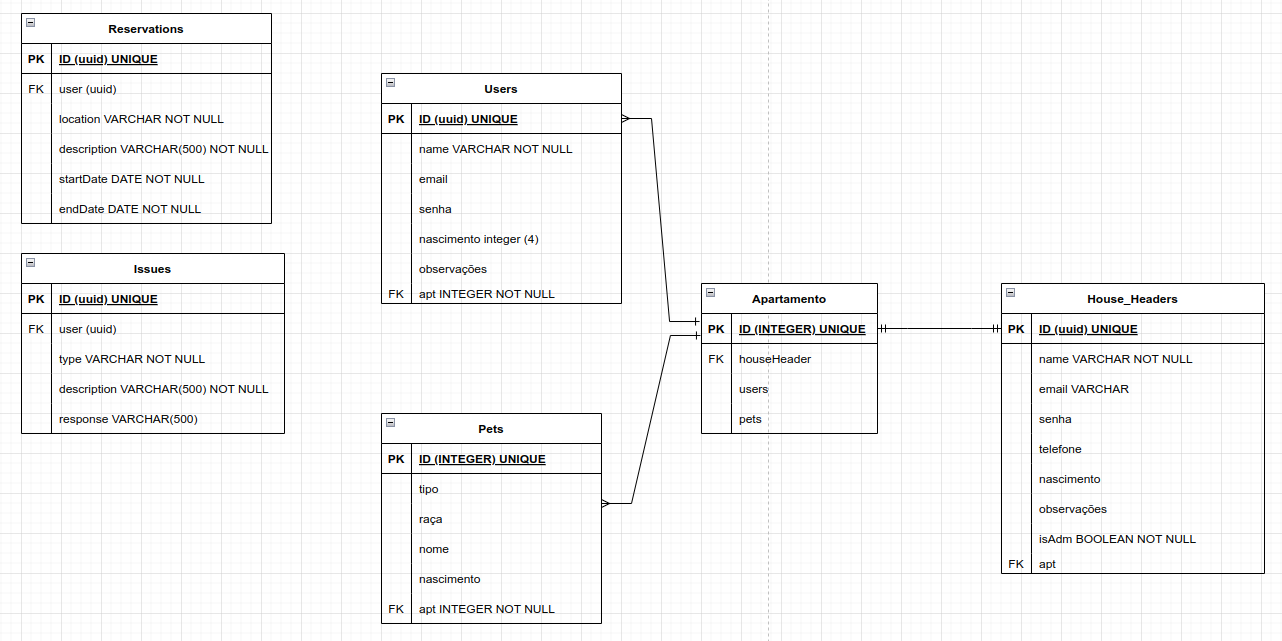 Reservations
PK ID (uuid) UNIQUE
FK user (uuid)
location VARCHAR NOT NULL
description VARCHAR(500) NOT NULL
startDate DATE NOT NULL
endDate DATE NOT NULL
Issues
PK ID (uuid) UNIQUE
FK user (uuid)
type VARCHAR NOT NULL
description VARCHAR(500) NOT NULL
response VARCHAR(500)
Users
PK ID (uuid) UNIQUE
name VARCHAR NOT NULL
email
senha
nascimento integer (4)
observações
FK apt INTEGER NOT NULL
Pets
PK ID (INTEGER) UNIQUE
tipo
raça
nome
nascimento
FK apt INTEGER NOT NULL
Apartamento
PK ID (INTEGER) UNIQUE
FK houseHeader
users
pets
House_Headers
PK ID (uuid) UNIQUE
name VARCHAR NOT NULL
email VARCHAR
senha
telefone
nascimento
observações
isAdm BOOLEAN NOT NULL
FK apt